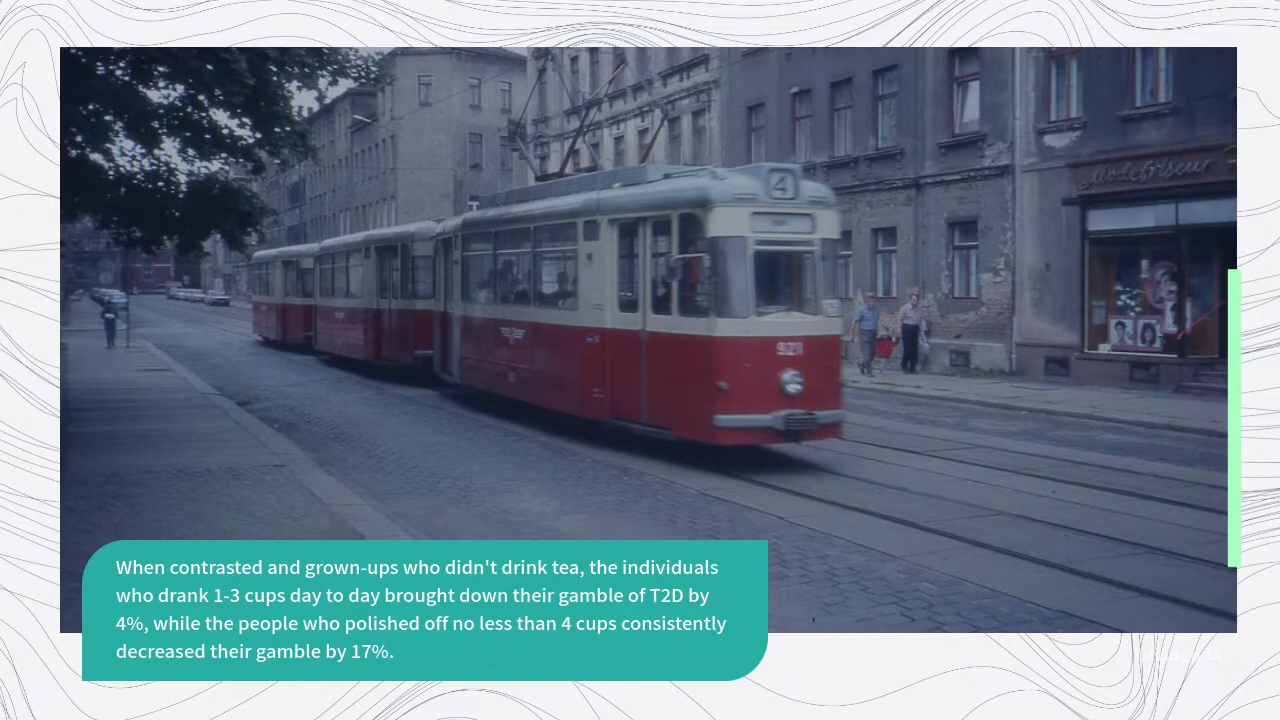 4
Modefriseur
When contrasted and grown-ups who didn't drink tea, the individuals
who drank 1-3 cups day to day brought down their gamble of T2D by
4%, while the people who polished off no less than 4 cups consistently
decreased their gamble by 17%.